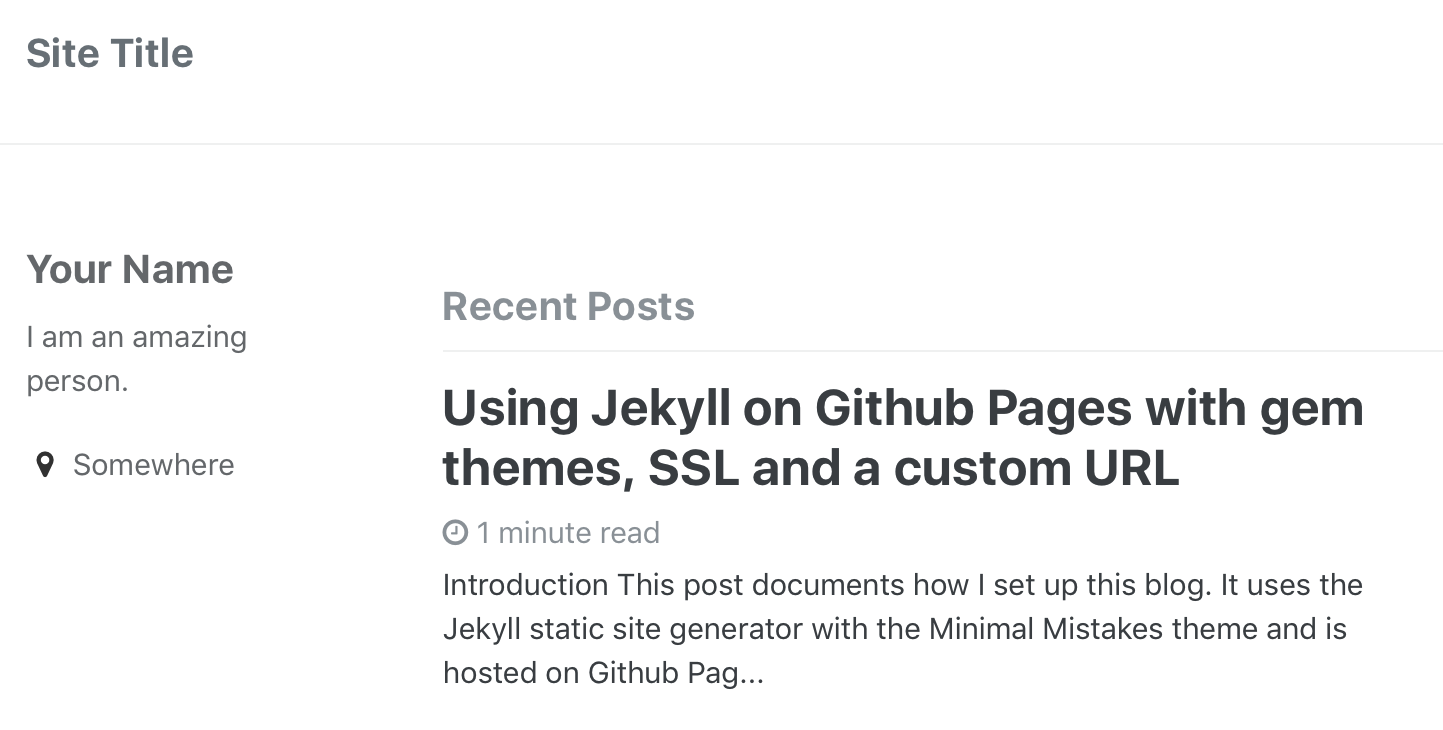 Site Title
Your Name
I am an amazing
person.
Somewhere
Recent Posts
Using Jekyll on Github Pages with gem
themes, SSL and a custom URL
1 minute read
Introduction This post documents how I set up this blog. It uses the
Jekyll static site generator with the Minimal Mistakes theme and is
hosted on Github Pag...